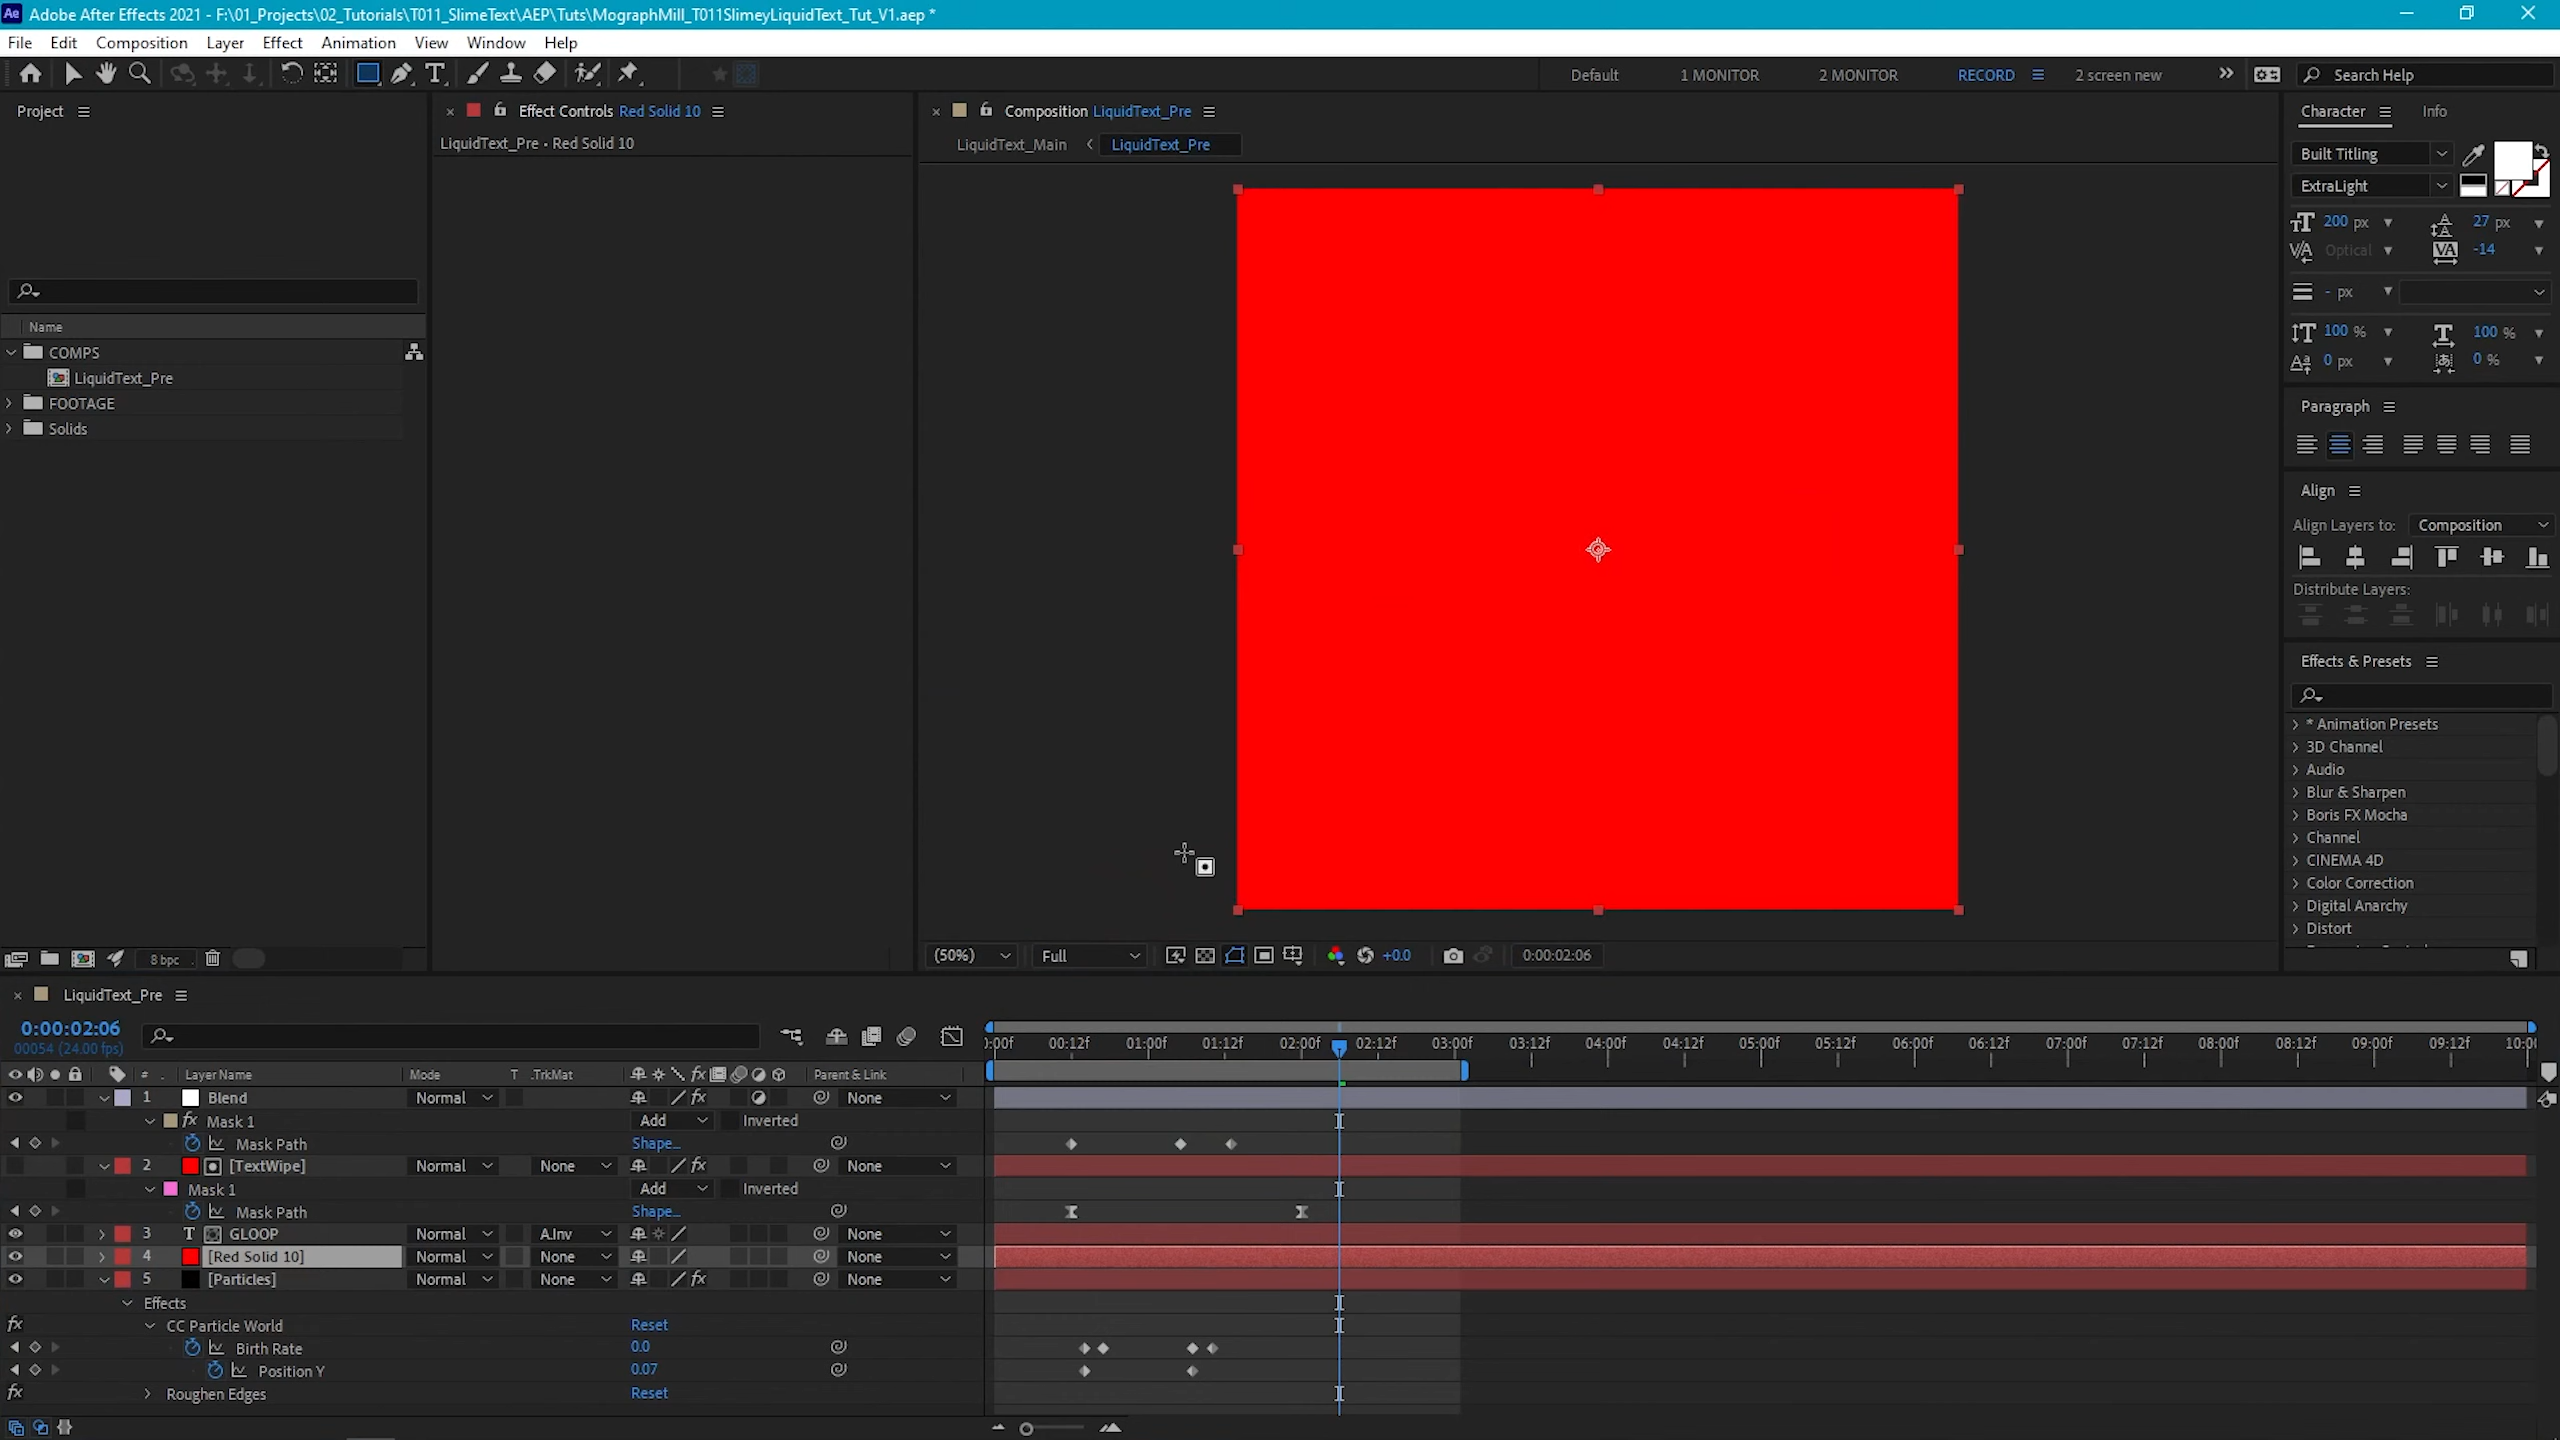 Adobe After Effects 2021 - F:\01_Projects\02_Tutorials\T011_SlimeText\AEP\Tuts\MographMill_T011SlimeyLiquidText_Tut_V1.aep *
File Edit Composition Layer Effect Animation View Window Help
Default 1 MONITOR 2 MONITOR RECORD 2 screen new Search Help
Project
Effect Controls Red Solid 10
LiquidText_Pre • Red Solid 10
Composition LiquidText_Pre
LiquidText_Main LiquidText_Pre
Character Info
Built Titling
ExtraLight
200 px 27 px
Optical -14
- px
100 % 100 %
0 px 0 %
Paragraph
Align
Align Layers to: Composition
Distribute Layers:
Effects & Presets
* Animation Presets
3D Channel
Audio
Blur & Sharpen
Boris FX Mocha
Channel
CINEMA 4D
Color Correction
Digital Anarchy
Distort
Name
COMPS
LiquidText_Pre
FOOTAGE
Solids
8 bpc
(50%) Full +0.0 0:00:02:06
LiquidText_Pre
0:00:02:06
00054 (24.00 fps)
):00f 00:12f 01:00f 01:12f 02:00f 02:12f 03:00f 03:12f 04:00f 04:12f 05:00f 05:12f 06:00f 06:12f 07:00f 07:12f 08:00f 08:12f 09:00f 09:12f 10:0
# Layer Name Mode T .TrkMat Parent & Link
1 Blend Normal None
Mask 1 Add Inverted
Mask Path Shape...
2 [TextWipe] Normal None None
Mask 1 Add Inverted
Mask Path Shape...
3 T GLOOP Normal A.Inv None
4 [Red Solid 10] Normal None None
5 [Particles] Normal None None
Effects
fx CC Particle World Reset
Birth Rate 0.0
Position Y 0.07
fx Roughen Edges Reset